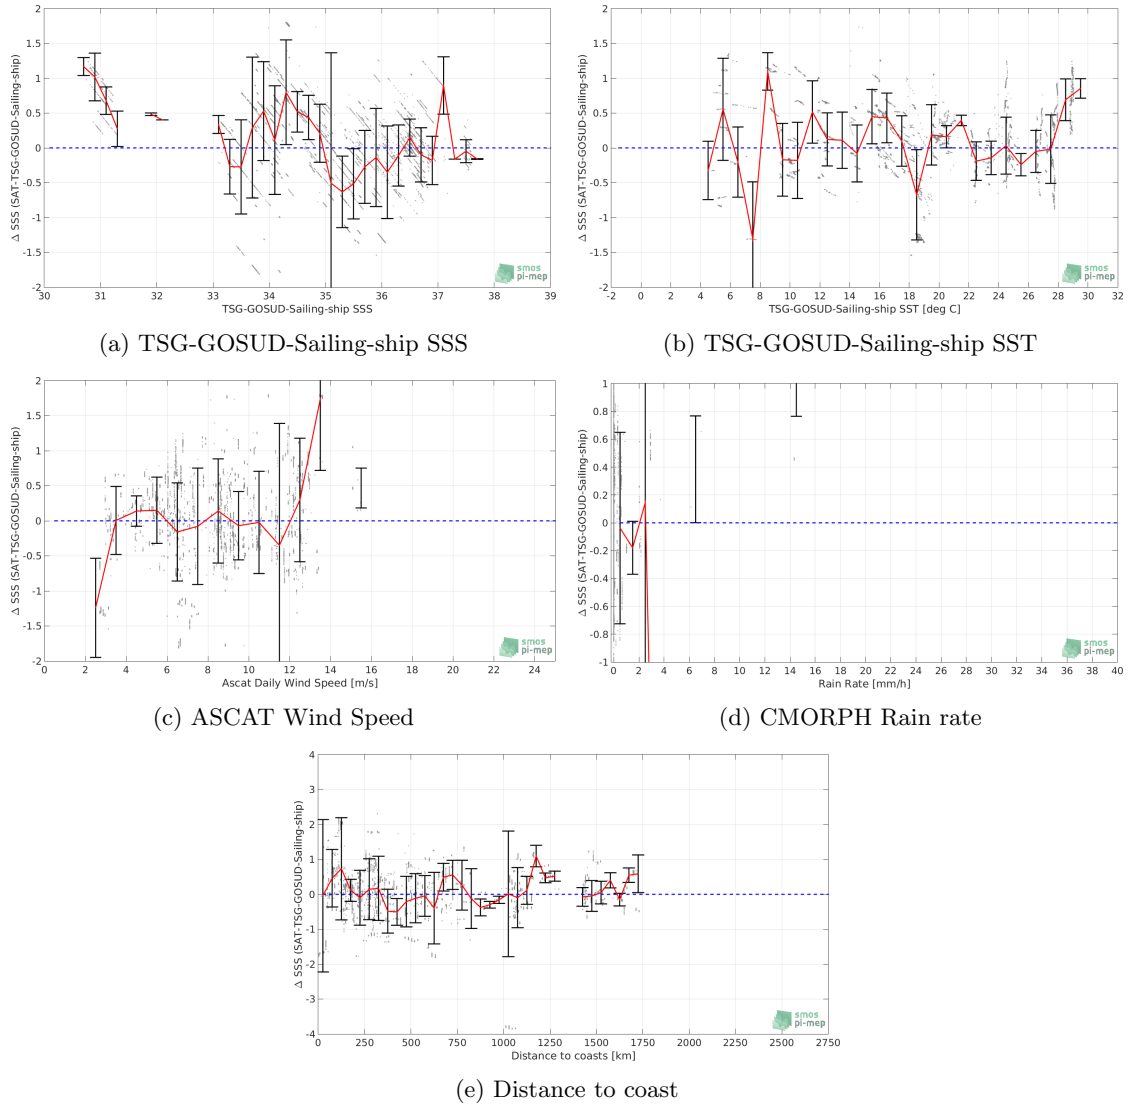 2
1.5
1
0.5
0
-0.5
-1
-1.5
-2
Δ SSS (SAT-TSG-GOSUD-Sailing-ship)
30 31 32 33 34 35 36 37 38 39
TSG-GOSUD-Sailing-ship SSS
smos
pi-mep
(a) TSG-GOSUD-Sailing-ship SSS
2
1.5
1
0.5
0
-0.5
-1
-1.5
-2
Δ SSS (SAT-TSG-GOSUD-Sailing-ship)
-2 0 2 4 6 8 10 12 14 16 18 20 22 24 26 28 30 32
TSG-GOSUD-Sailing-ship SST [deg C]
smos
pi-mep
(b) TSG-GOSUD-Sailing-ship SST
2
1.5
1
0.5
0
-0.5
-1
-1.5
-2
Δ SSS (SAT-TSG-GOSUD-Sailing-ship)
0 2 4 6 8 10 12 14 16 18 20 22 24
Ascat Daily Wind Speed [m/s]
smos
pi-mep
(c) ASCAT Wind Speed
1
0.8
0.6
0.4
0.2
0
-0.2
-0.4
-0.6
-0.8
-1
Δ SSS (SAT-TSG-GOSUD-Sailing-ship)
0 2 4 6 8 10 12 14 16 18 20 22 24 26 28 30 32 34 36 38 40
Rain Rate [mm/h]
smos
pi-mep
(d) CMORPH Rain rate
4
3
2
1
0
-1
-2
-3
-4
Δ SSS (SAT-TSG-GOSUD-Sailing-ship)
0 250 500 750 1000 1250 1500 1750 2000 2250 2500 2750
Distance to coasts [km]
smos
pi-mep
(e) Distance to coast